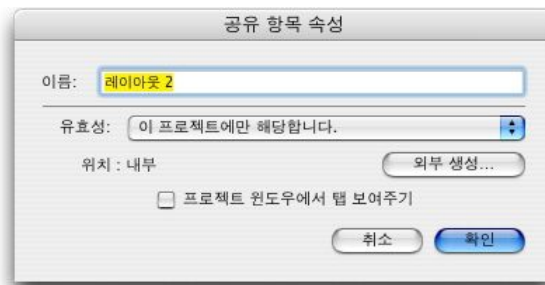 공유 항목 속성
이름: 레이아웃 2
유효성: 이 프로젝트에만 해당합니다.
위치 : 내부 외부 생성...
프로젝트 윈도우에서 탭 보여주기
취소 확인